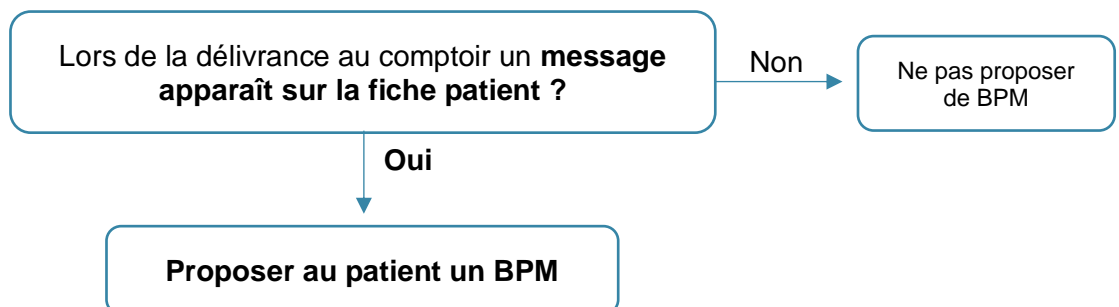 Lors de la délivrance au comptoir un message
apparaît sur la fiche patient ?
Non
Ne pas proposer
de BPM
Oui
Proposer au patient un BPM